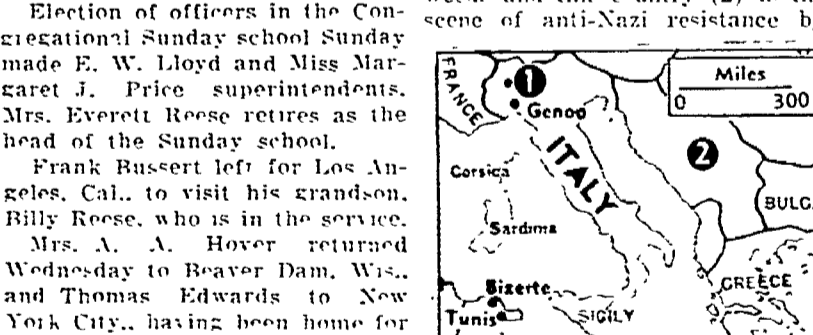 Election of officers in the Con-
gregational Sunday school Sunday
made E. W. Lloyd and Miss Mar-
garet J. Price superintendents.
Mrs. Everett Reese retires as the
head of the Sunday school.
Frank Bussert left for Los An-
geles, Cal., to visit his grandson,
Billy Reese, who is in the service.
Mrs. A. A. Hover returned
Wednesday to Beaver Dam, Wis.,
and Thomas Edwards to New
York City., having been home for
scene of anti-Nazi resistance b
FRANCE
1
Genoa
Miles
0 300
ITALY
2
Corsica
BULG.
Sardinia
GREECE
Bizerte
Tunis
SICILY